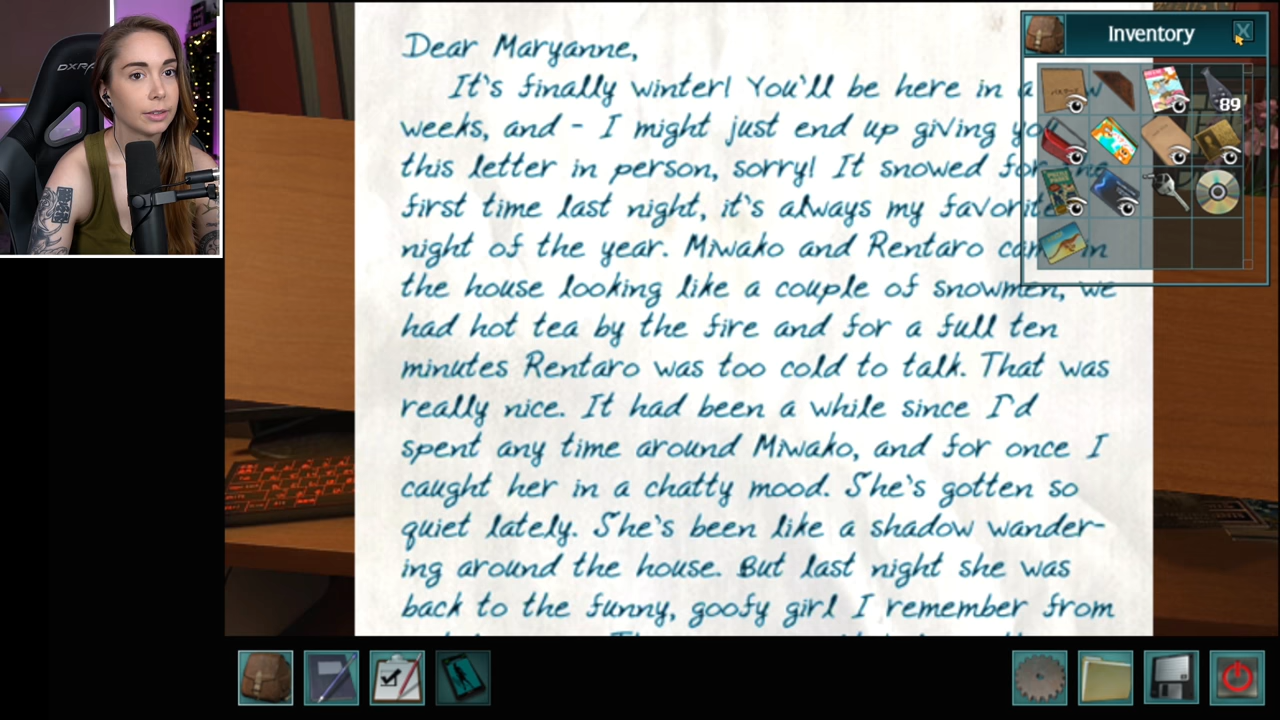 Dear Maryanne,
It's finally winter! You'll be here in a
weeks, and - I might just end up giving
this letter in person, sorry! It snowed for
first time last night, it's always my favorite
night of the year. Miwako and Rentaro in
the house looking like a couple of snowmen, we
had hot tea by the fire and for a full ten
minutes Rentaro was too cold to talk. That was
really nice. It had been a while since I'd
spent any time around Miwako, and for once I
caught her in a chatty mood. She's gotten so
quiet lately. She's been like a shadow wander-
ing around the house. But last night she was
back to the funny, goofy girl I remember from
Inventory
89